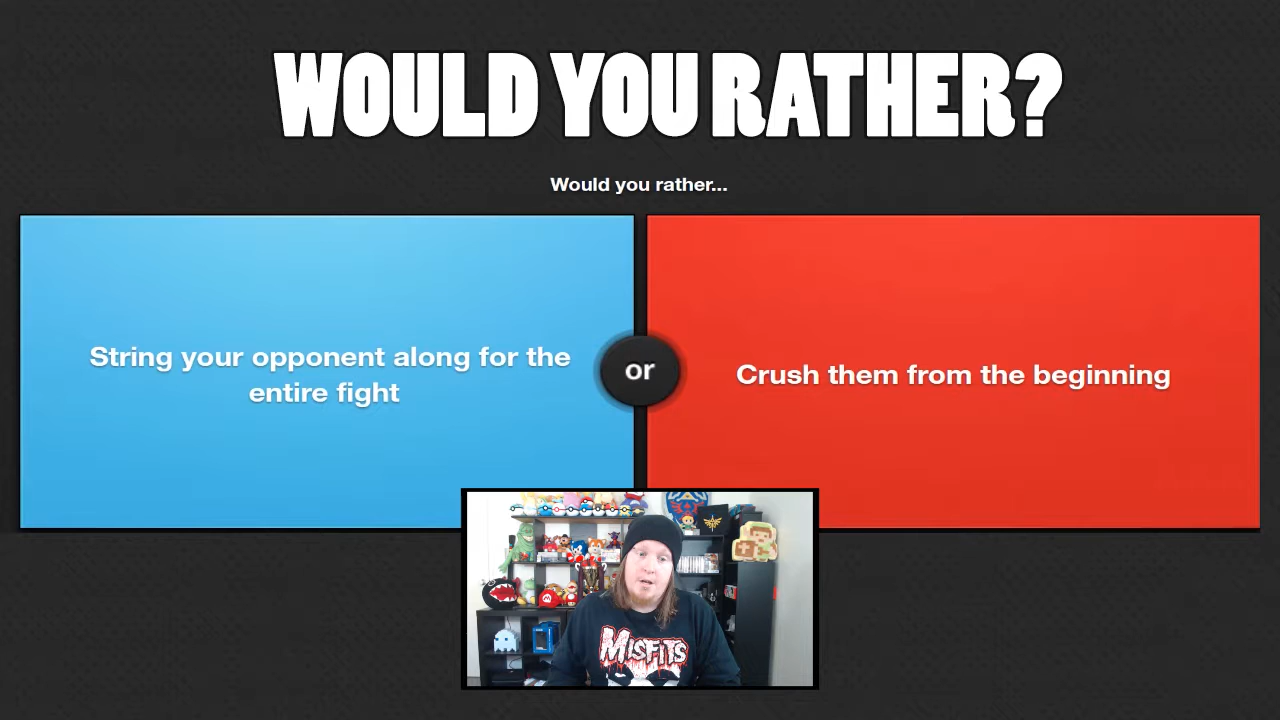 WOULD YOU RATHER?
Would you rather...
String your opponent along for the
entire fight
or
Crush them from the beginning
MISFITS